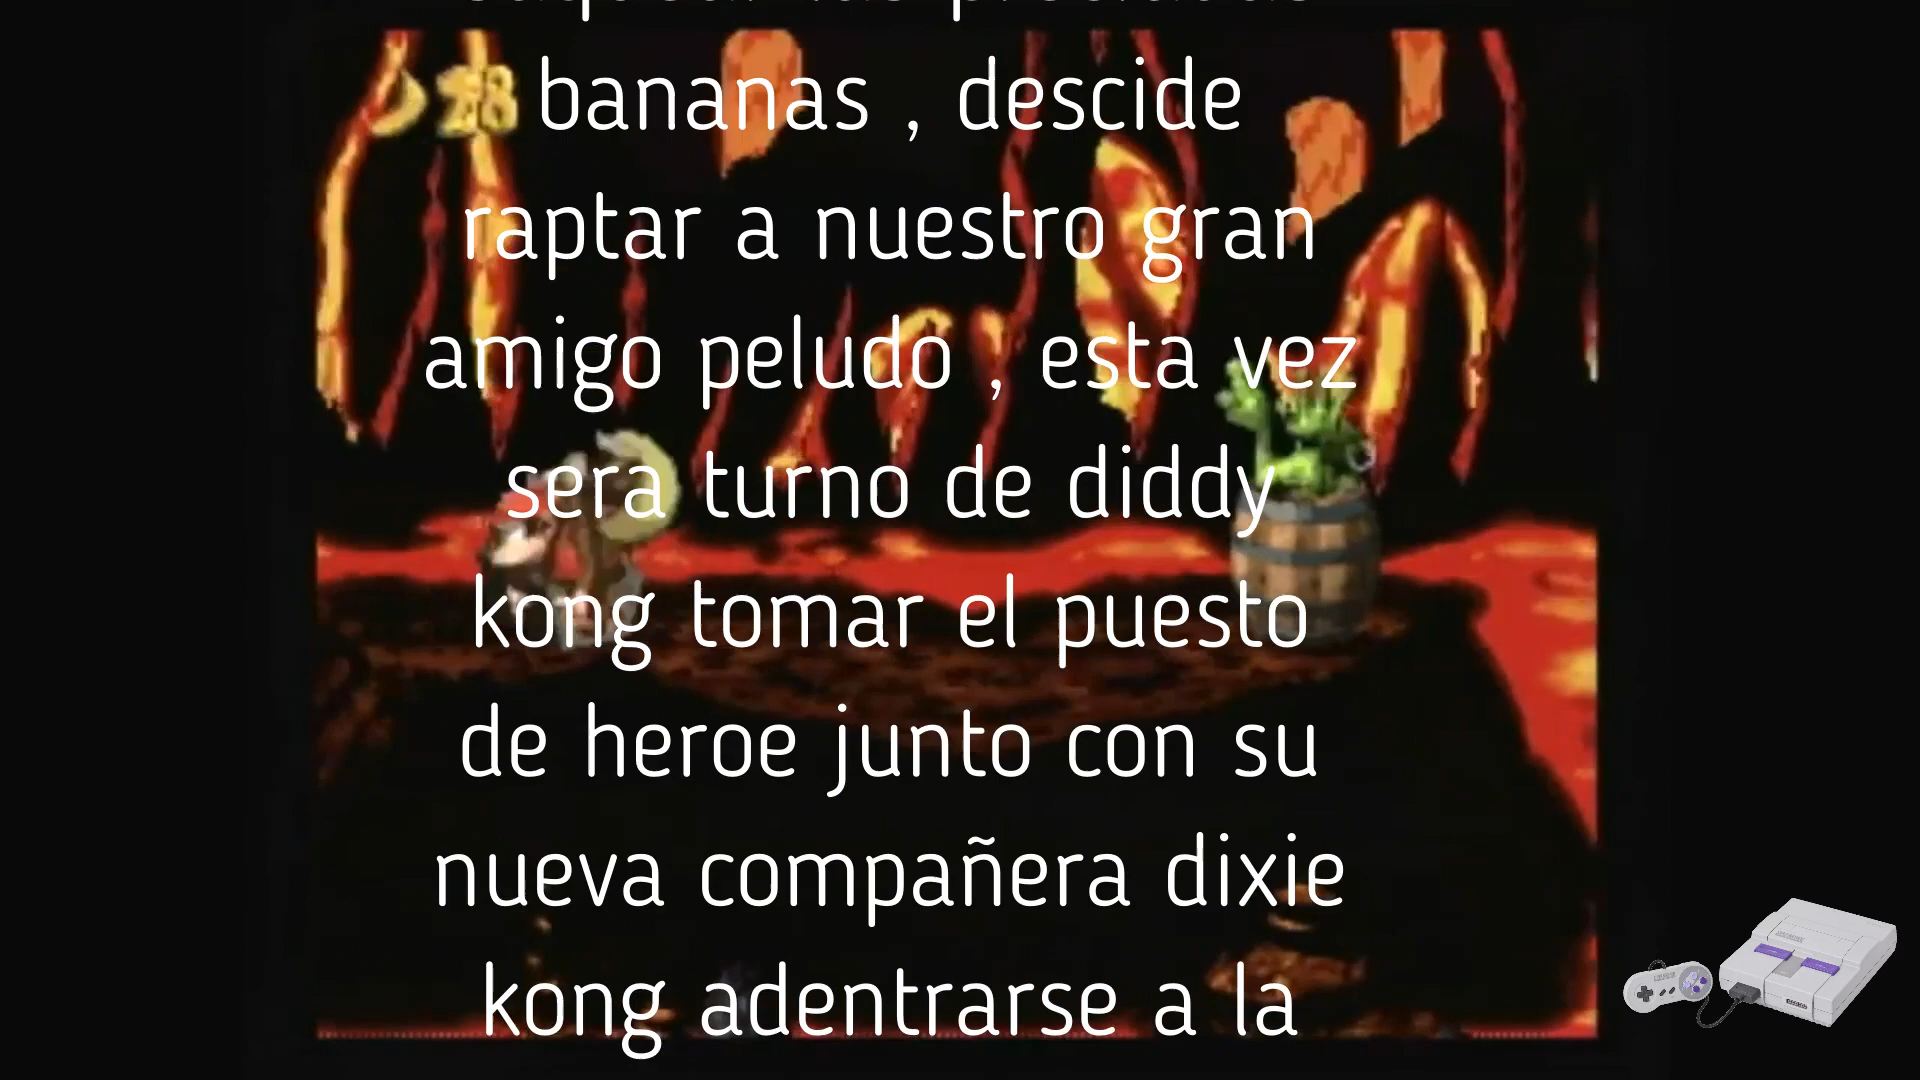 28
bananas , descide
raptar a nuestro gran
amigo peludo , esta vez
sera turno de diddy
kong tomar el puesto
de heroe junto con su
nueva compañera dixie
kong adentrarse a la